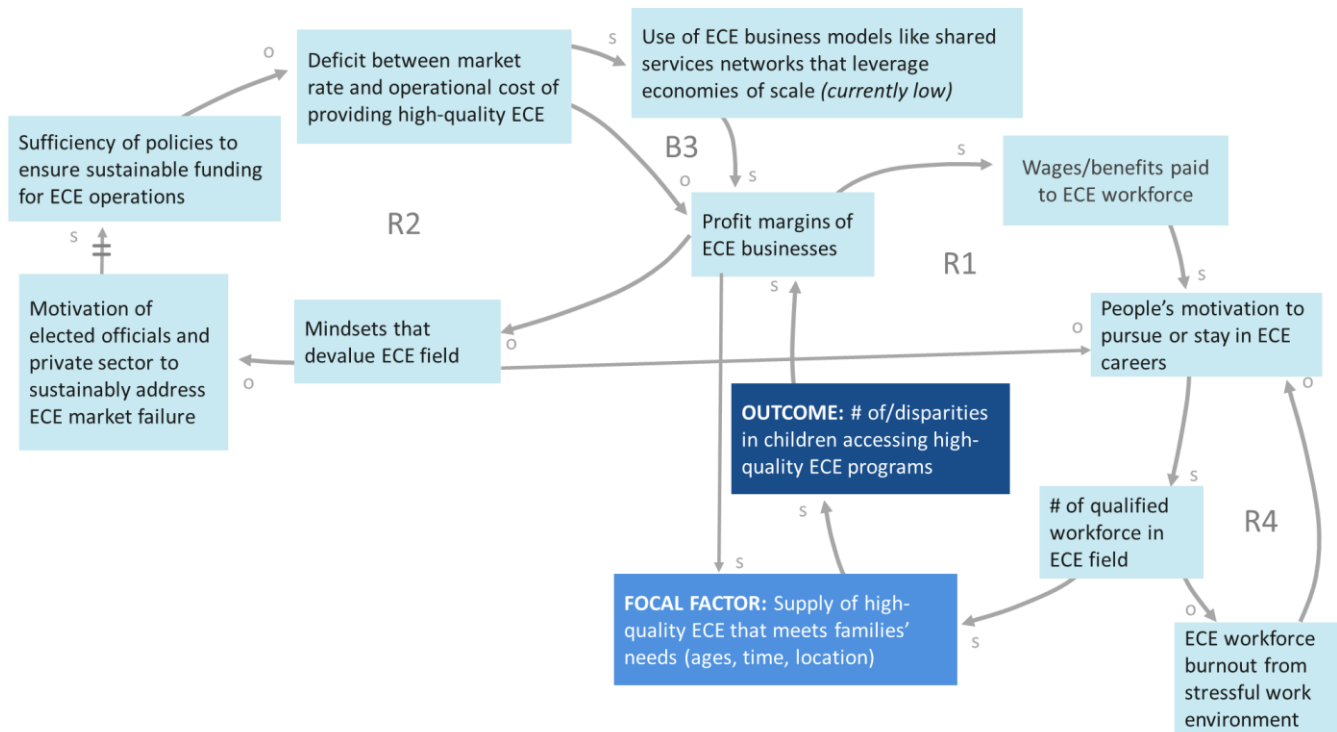 o
Deficit between market
rate and operational cost of
providing high-quality ECE
s
Use of ECE business models like shared
services networks that leverage
economies of scale (currently low)
Sufficiency of policies to
ensure sustainable funding
for ECE operations
B3
o
s
s
Wages/benefits paid
to ECE workforce
s
R2
Profit margins of
ECE businesses
R1
s
s
Motivation of
elected officials and
private sector to
sustainably address
ECE market failure
o
Mindsets that
devalue ECE field
o
o
People’s motivation to
pursue or stay in ECE
careers
o
OUTCOME: # of/disparities
in children accessing high-
quality ECE programs
s
s
# of qualified
workforce in
ECE field
R4
s
FOCAL FACTOR: Supply of high-
quality ECE that meets families’
needs (ages, time, location)
s
o
ECE workforce
burnout from
stressful work
environment